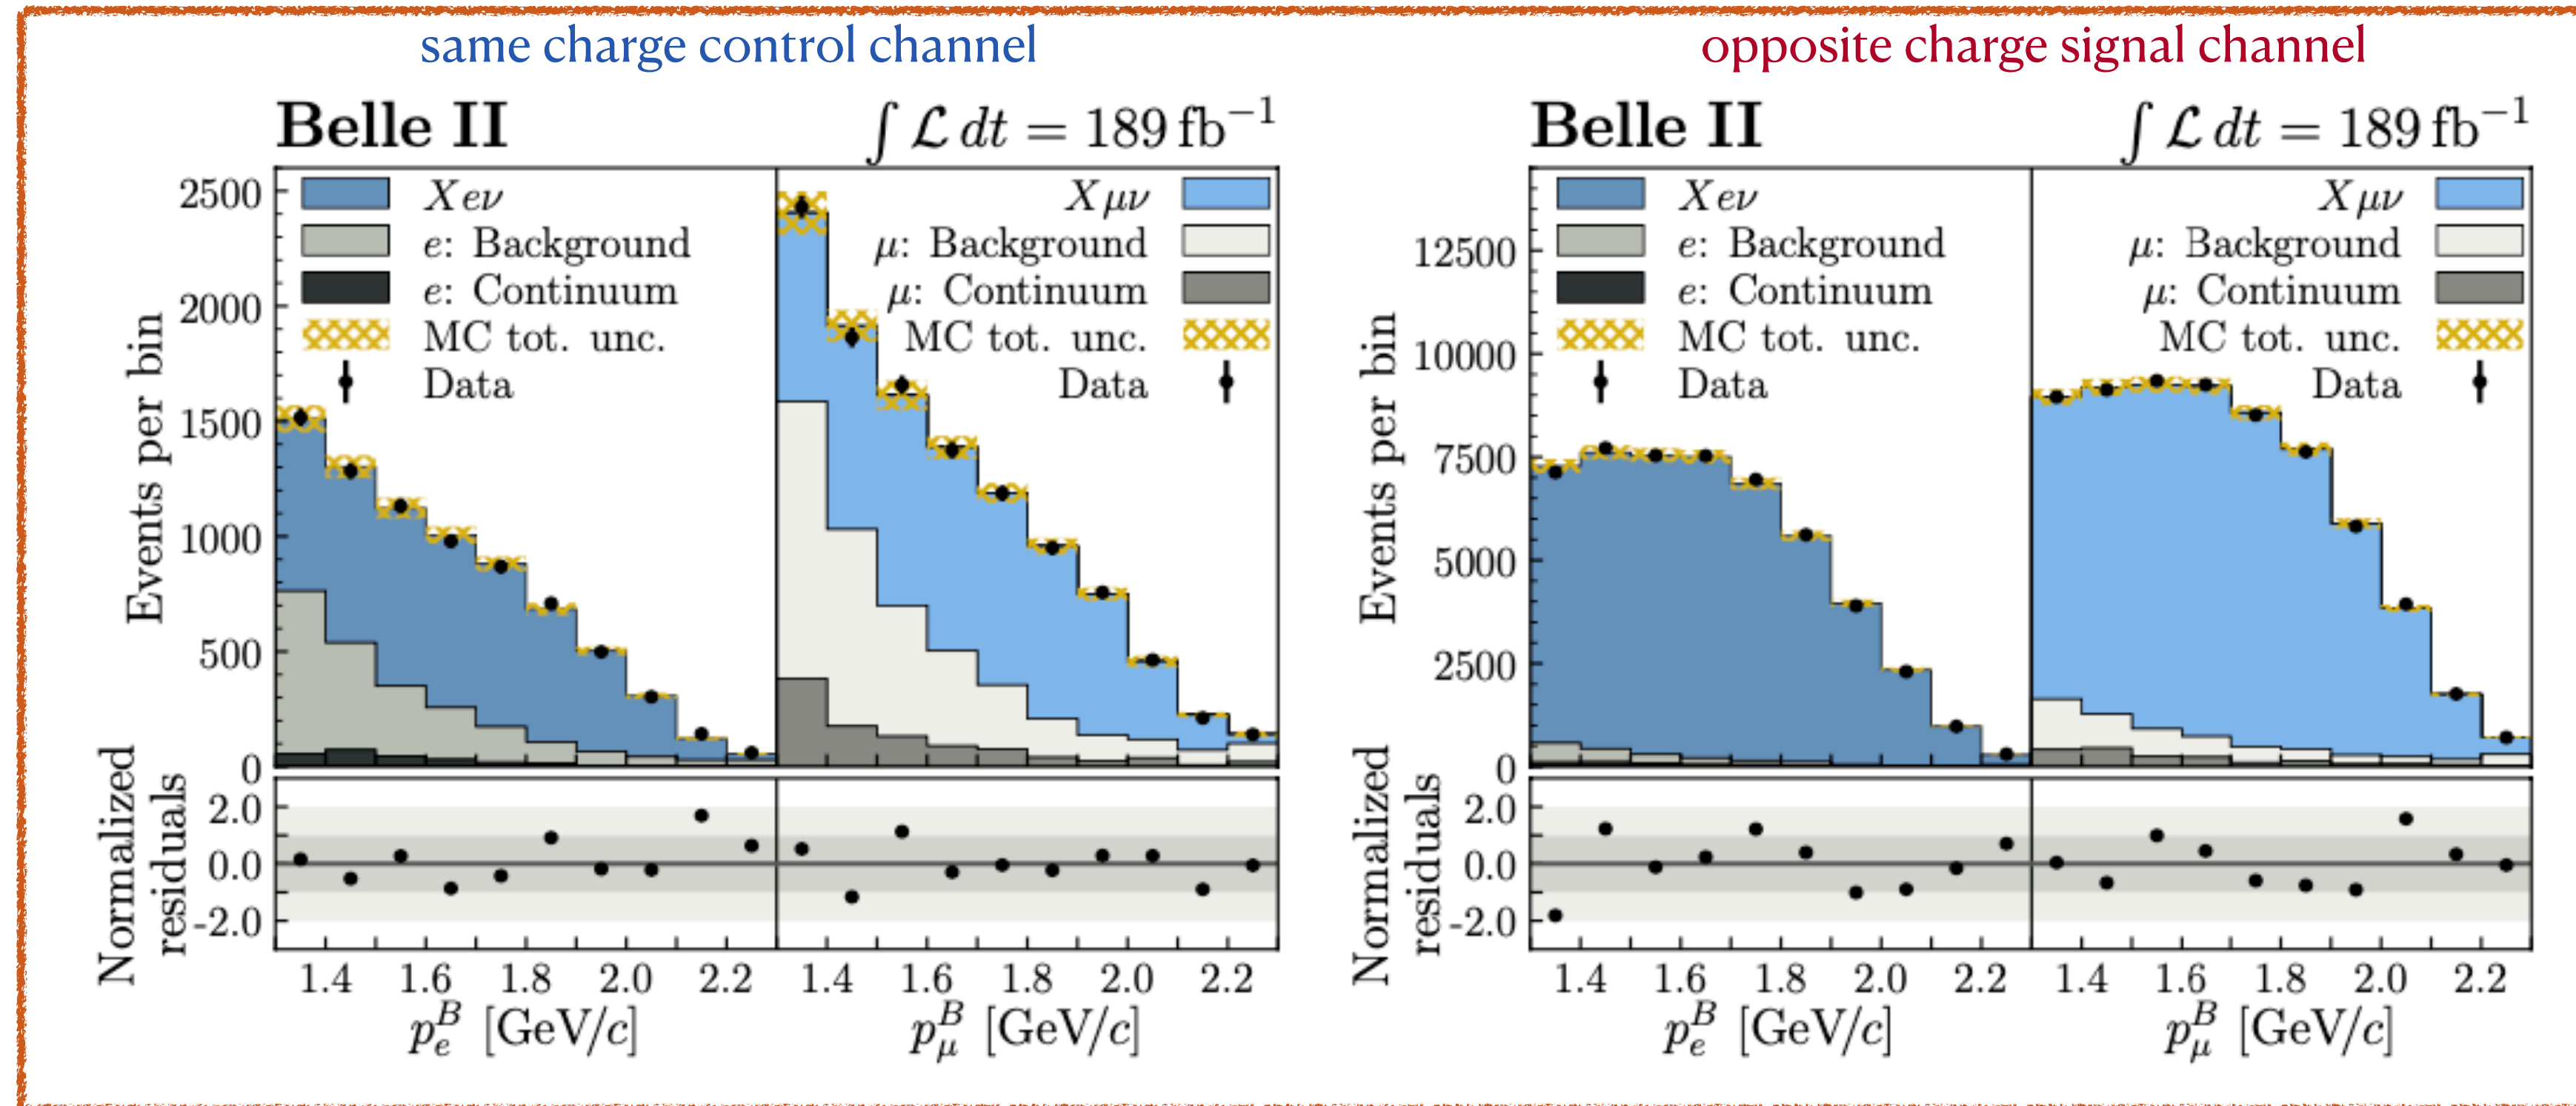 same charge control channel
Belle II
∫ ℒ dt = 189 fb⁻¹
Events per bin
2500
2000
1500
1000
500
0
Xeν
e: Background
e: Continuum
MC tot. unc.
Data
Xμν
μ: Background
μ: Continuum
MC tot. unc.
Data
Normalized
residuals
2.0
0.0
-2.0
1.4 1.6 1.8 2.0 2.2 1.4 1.6 1.8 2.0 2.2
p_e^B [GeV/c]
p_μ^B [GeV/c]
opposite charge signal channel
Belle II
∫ ℒ dt = 189 fb⁻¹
Events per bin
12500
10000
7500
5000
2500
0
Xeν
e: Background
e: Continuum
MC tot. unc.
Data
Xμν
μ: Background
μ: Continuum
MC tot. unc.
Data
Normalized
residuals
2.0
0.0
-2.0
1.4 1.6 1.8 2.0 2.2 1.4 1.6 1.8 2.0 2.2
p_e^B [GeV/c]
p_μ^B [GeV/c]